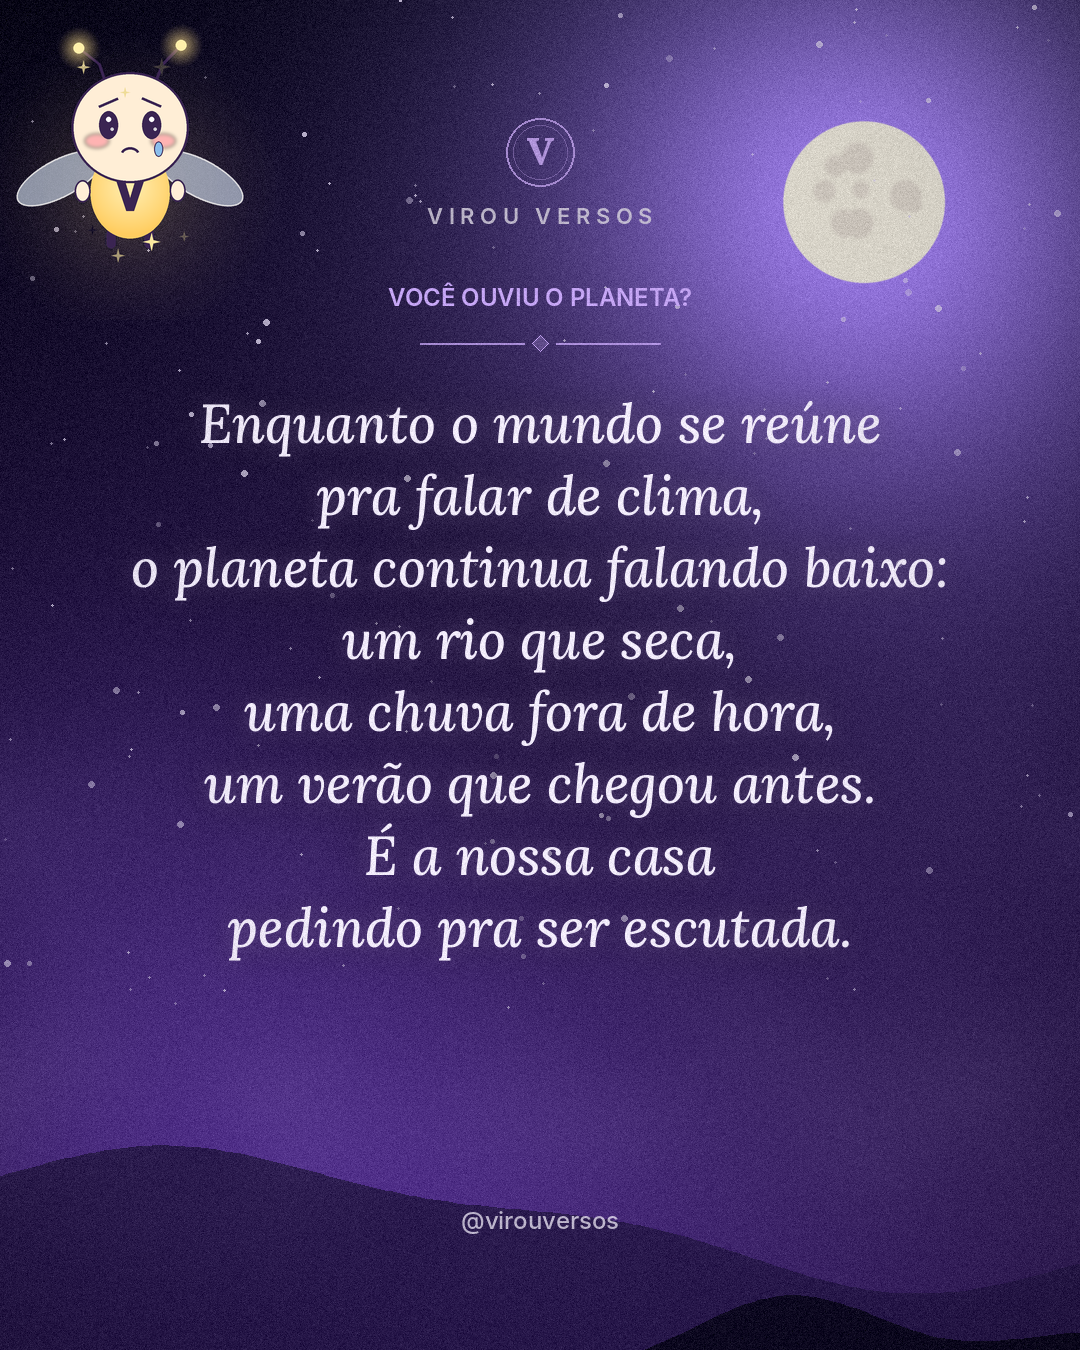 V
VIROU VERSOS
VOCÊ OUVIU O PLANETA?
Enquanto o mundo se reúne
pra falar de clima,
o planeta continua falando baixo:
um rio que seca,
uma chuva fora de hora,
um verão que chegou antes.
É a nossa casa
pedindo pra ser escutada.
@virouversos